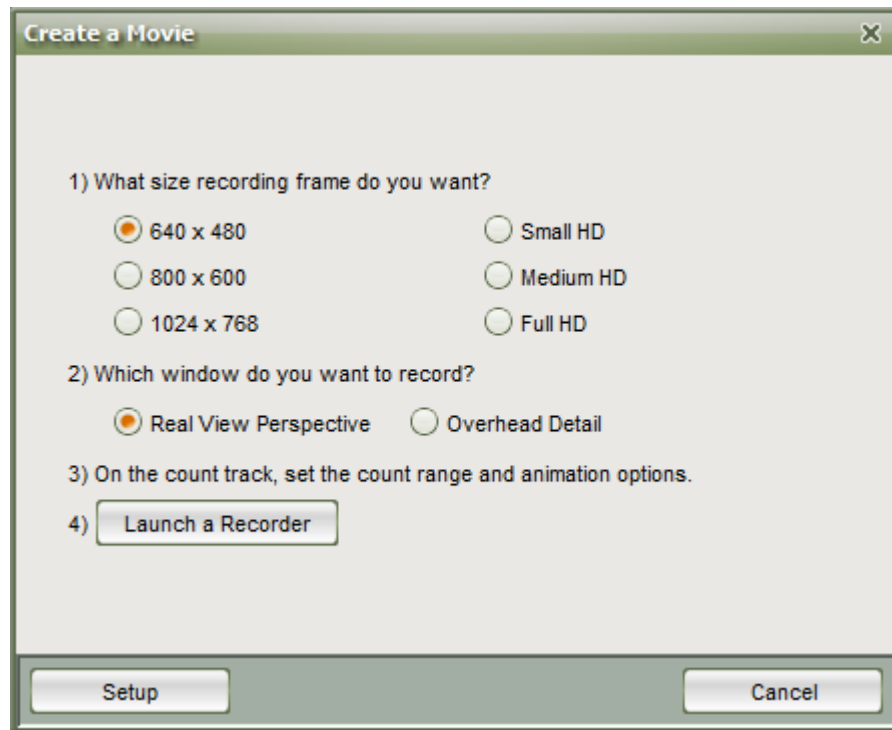 Create a Movie
1) What size recording frame do you want?
640 x 480 Small HD
800 x 600 Medium HD
1024 x 768 Full HD
2) Which window do you want to record?
Real View Perspective Overhead Detail
3) On the count track, set the count range and animation options.
4) Launch a Recorder
Setup Cancel